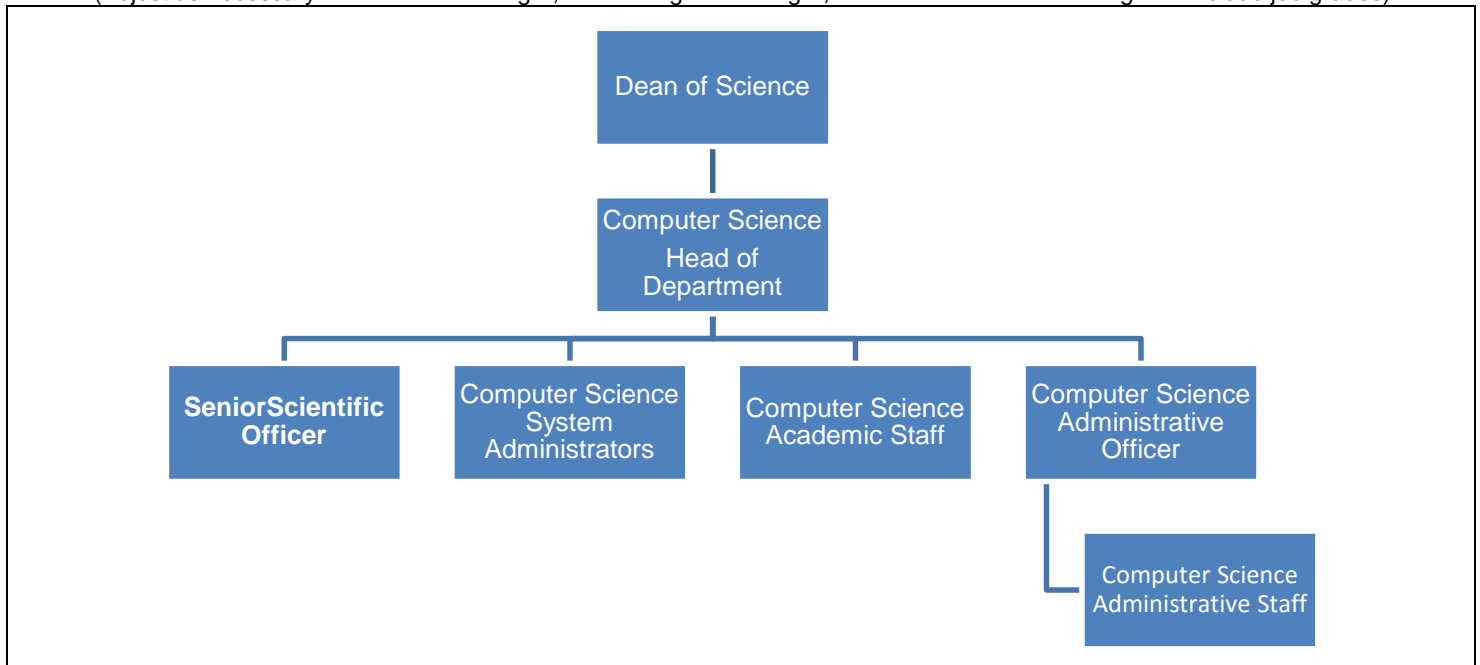 Dean of Science
Computer Science
Head of
Department
SeniorScientific
Officer
Computer Science
System
Administrators
Computer Science
Academic Staff
Computer Science
Administrative
Officer
Computer Science
Administrative Staff